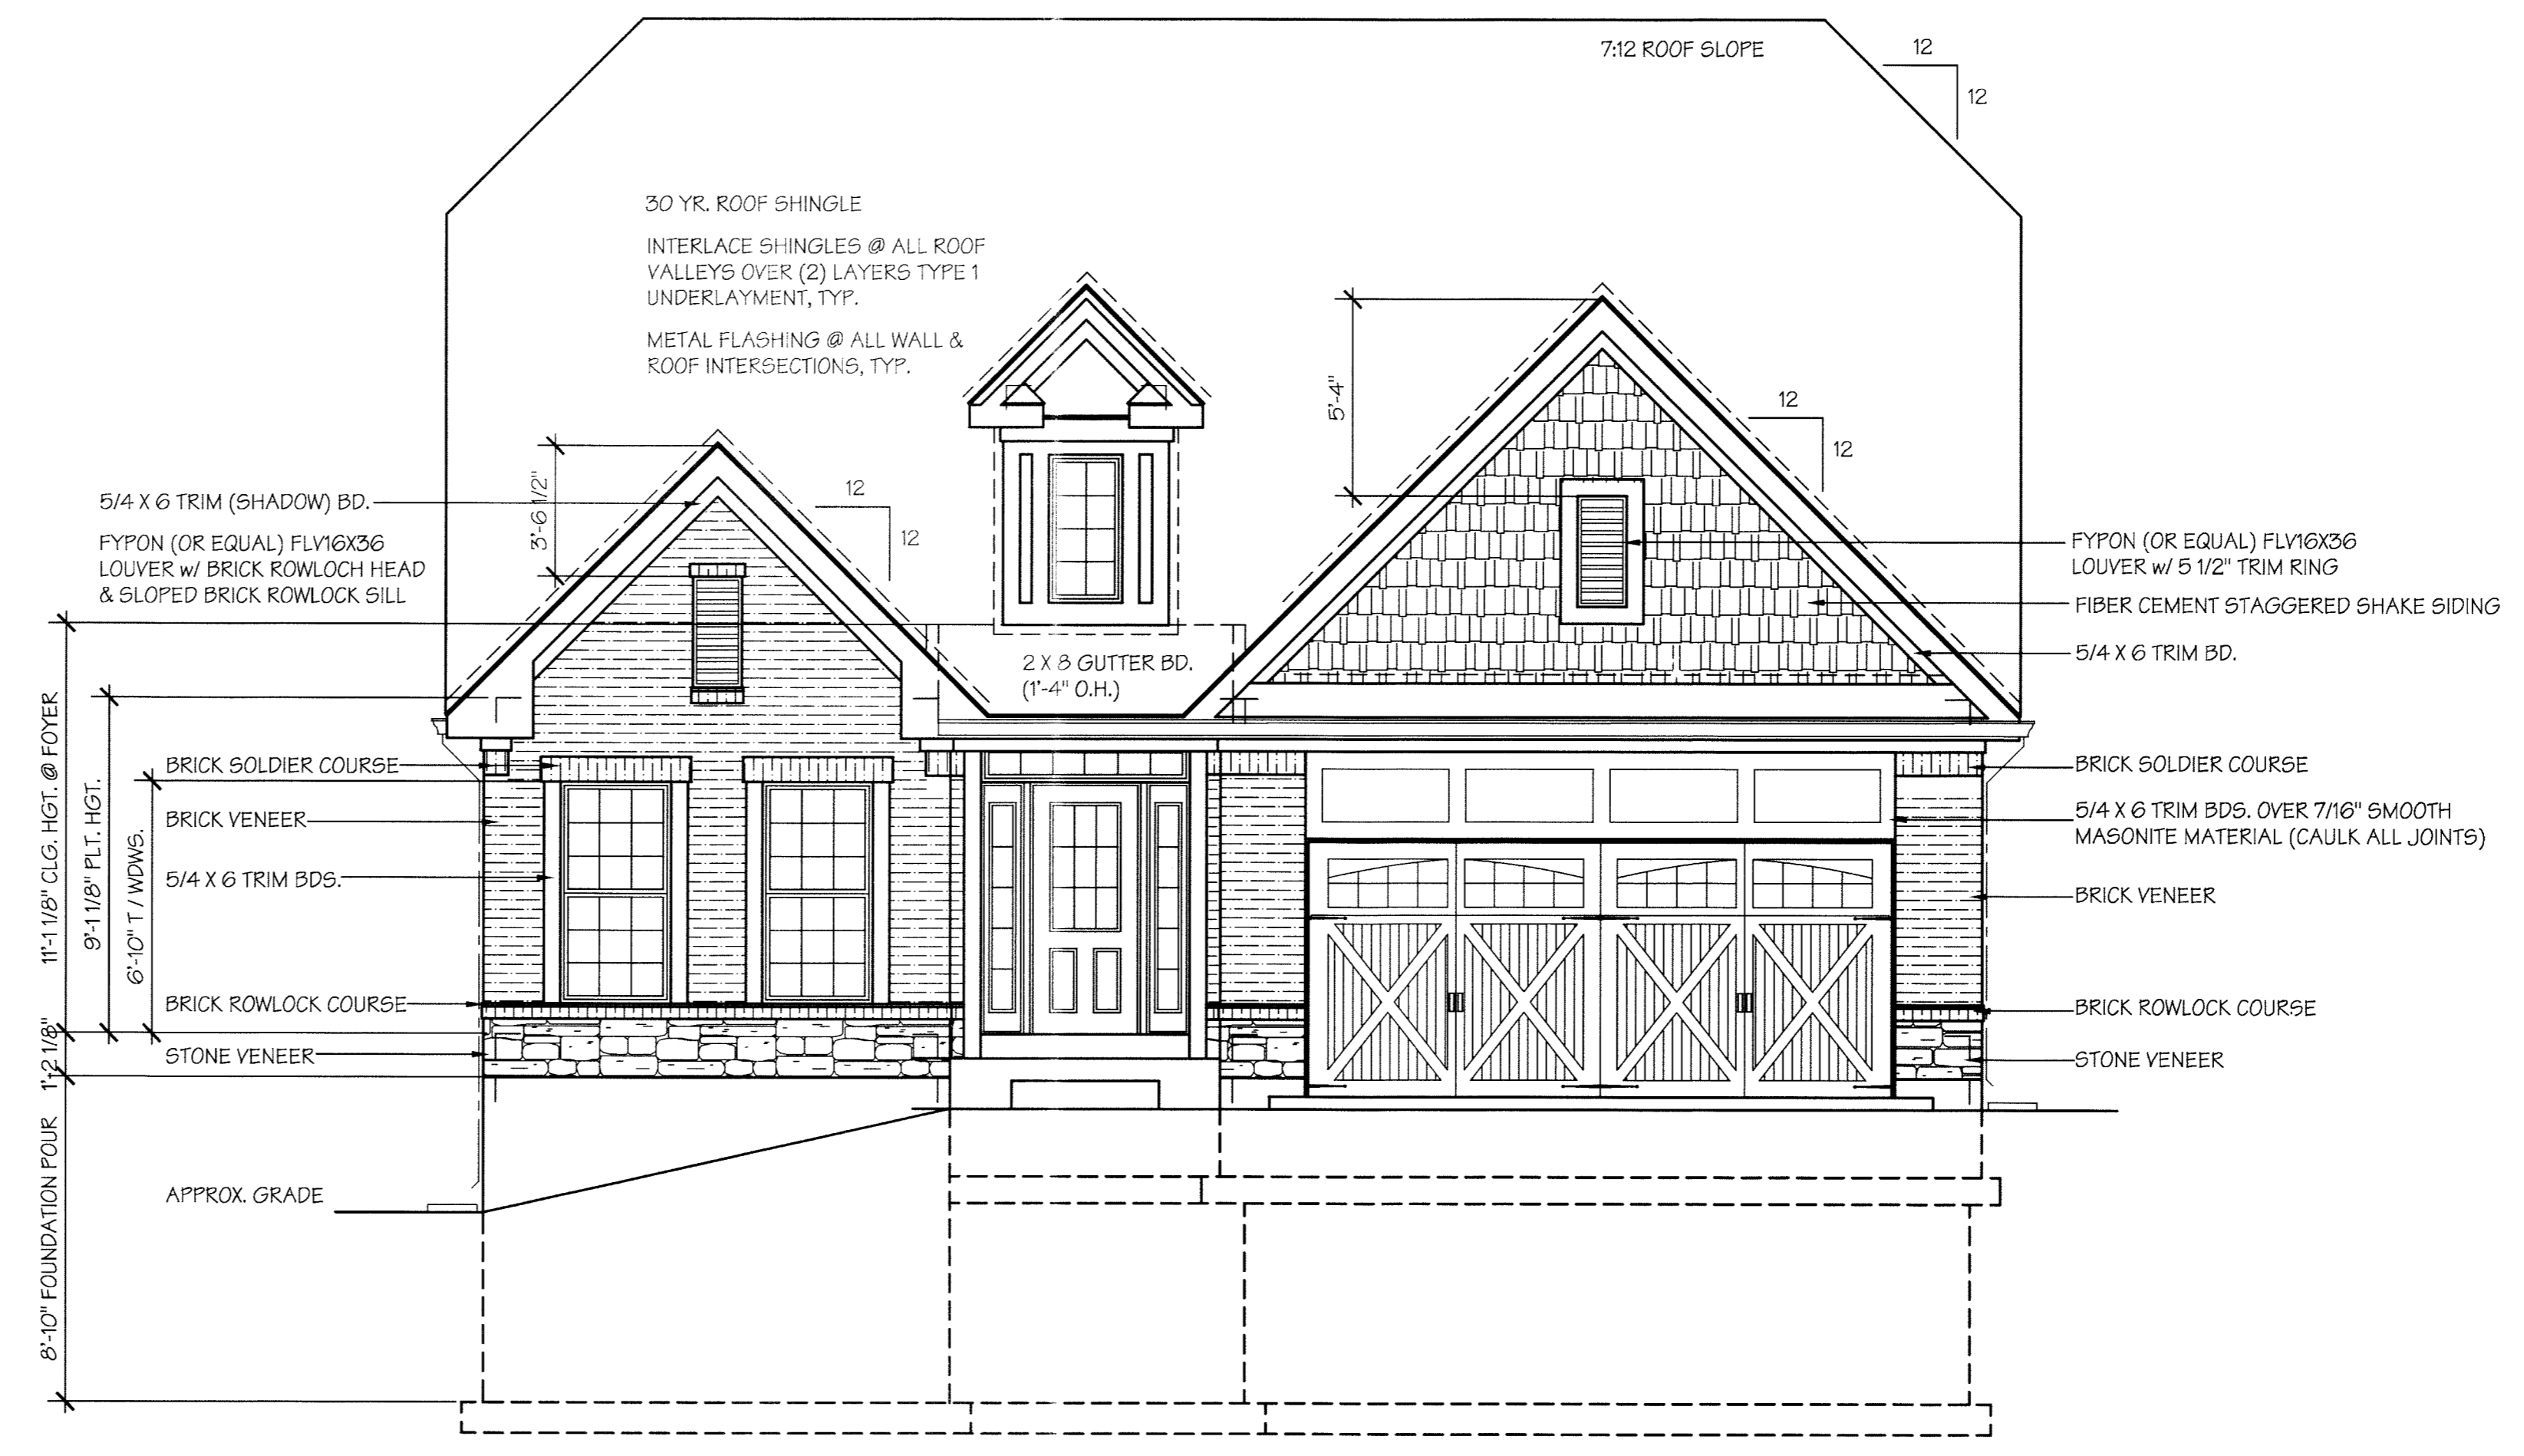 7:12 ROOF SLOPE
12
12
30 YR. ROOF SHINGLE
INTERLACE SHINGLES @ ALL ROOF
VALLEYS OVER (2) LAYERS TYPE 1
UNDERLAYMENT, TYP.
METAL FLASHING @ ALL WALL &
ROOF INTERSECTIONS, TYP.
5'-4"
12
12
3'-6 1/2"
12
12
5/4 X 6 TRIM (SHADOW) BD.
FYPON (OR EQUAL) FLV16X36
LOUVER w/ BRICK ROWLOCH HEAD
& SLOPED BRICK ROWLOCK SILL
FYPON (OR EQUAL) FLV16X36
LOUVER w/ 5 1/2" TRIM RING
FIBER CEMENT STAGGERED SHAKE SIDING
5/4 X 6 TRIM BD.
2 X 8 GUTTER BD.
(1'-4" O.H.)
11'-1 1/8" CLG. HGT. @ FOYER
9'-1 1/8" PLT. HGT.
6'-10" T / WDWS.
BRICK SOLDIER COURSE
BRICK VENEER
5/4 X 6 TRIM BDS.
BRICK ROWLOCK COURSE
STONE VENEER
BRICK SOLDIER COURSE
5/4 X 6 TRIM BDS. OVER 7/16" SMOOTH
MASONITE MATERIAL (CAULK ALL JOINTS)
BRICK VENEER
BRICK ROWLOCK COURSE
STONE VENEER
1'-2 1/8"
8'-10" FOUNDATION POUR
APPROX. GRADE